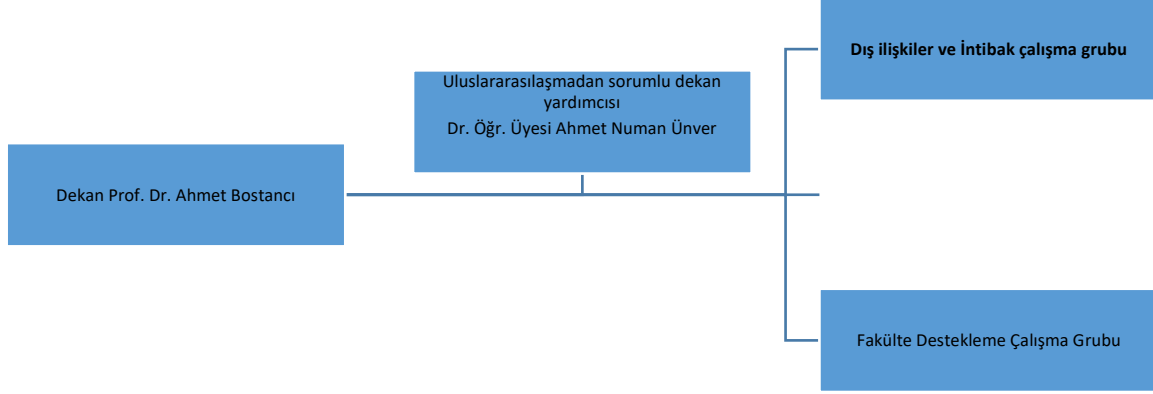 Dış ilişkiler ve İntibak çalışma grubu
Uluslararasılaşmadan sorumlu dekan
yardımcısı
Dr. Öğr. Üyesi Ahmet Numan Ünver
Dekan Prof. Dr. Ahmet Bostancı
Fakülte Destekleme Çalışma Grubu